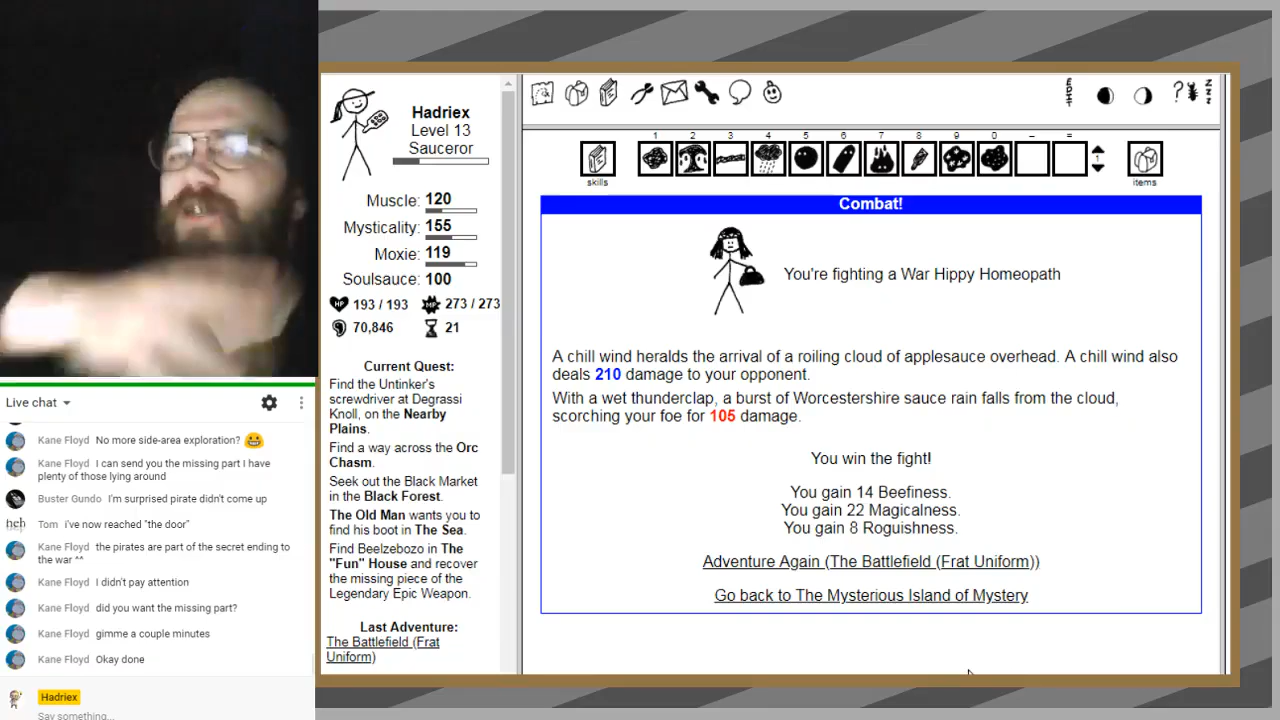 Hadriex
Level 13
Sauceror
Muscle: 120
Mysticality: 155
Moxie: 119
Soulsauce: 100
HP 193 / 193 MP 273 / 273
70,846 21
Current Quest:
Find the Untinker's
screwdriver at Degrassi
Knoll, on the Nearby
Plains.
Find a way across the Orc
Chasm.
Seek out the Black Market
in the Black Forest.
The Old Man wants you to
find his boot in The Sea.
Find Beelzebozo in The
"Fun" House and recover
the missing piece of the
Legendary Epic Weapon.
Last Adventure:
The Battlefield (Frat
Uniform)
EDIT ? ZZZ
1 2 3 4 5 6 7 8 9 0 – =
1
skills
items
Combat!
You're fighting a War Hippy Homeopath
A chill wind heralds the arrival of a roiling cloud of applesauce overhead. A chill wind also
deals 210 damage to your opponent.
With a wet thunderclap, a burst of Worcestershire sauce rain falls from the cloud,
scorching your foe for 105 damage.
You win the fight!
You gain 14 Beefiness.
You gain 22 Magicalness.
You gain 8 Roguishness.
Adventure Again (The Battlefield (Frat Uniform))
Go back to The Mysterious Island of Mystery
Live chat
Kane Floyd No more side-area exploration?
Kane Floyd I can send you the missing part I have
plenty of those lying around
Buster Gundo I'm surprised pirate didn't come up
hch Tom i've now reached "the door"
Kane Floyd the pirates are part of the secret ending to
the war ^^
Kane Floyd I didn't pay attention
Kane Floyd did you want the missing part?
Kane Floyd gimme a couple minutes
Kane Floyd Okay done
Hadriex
Say something...